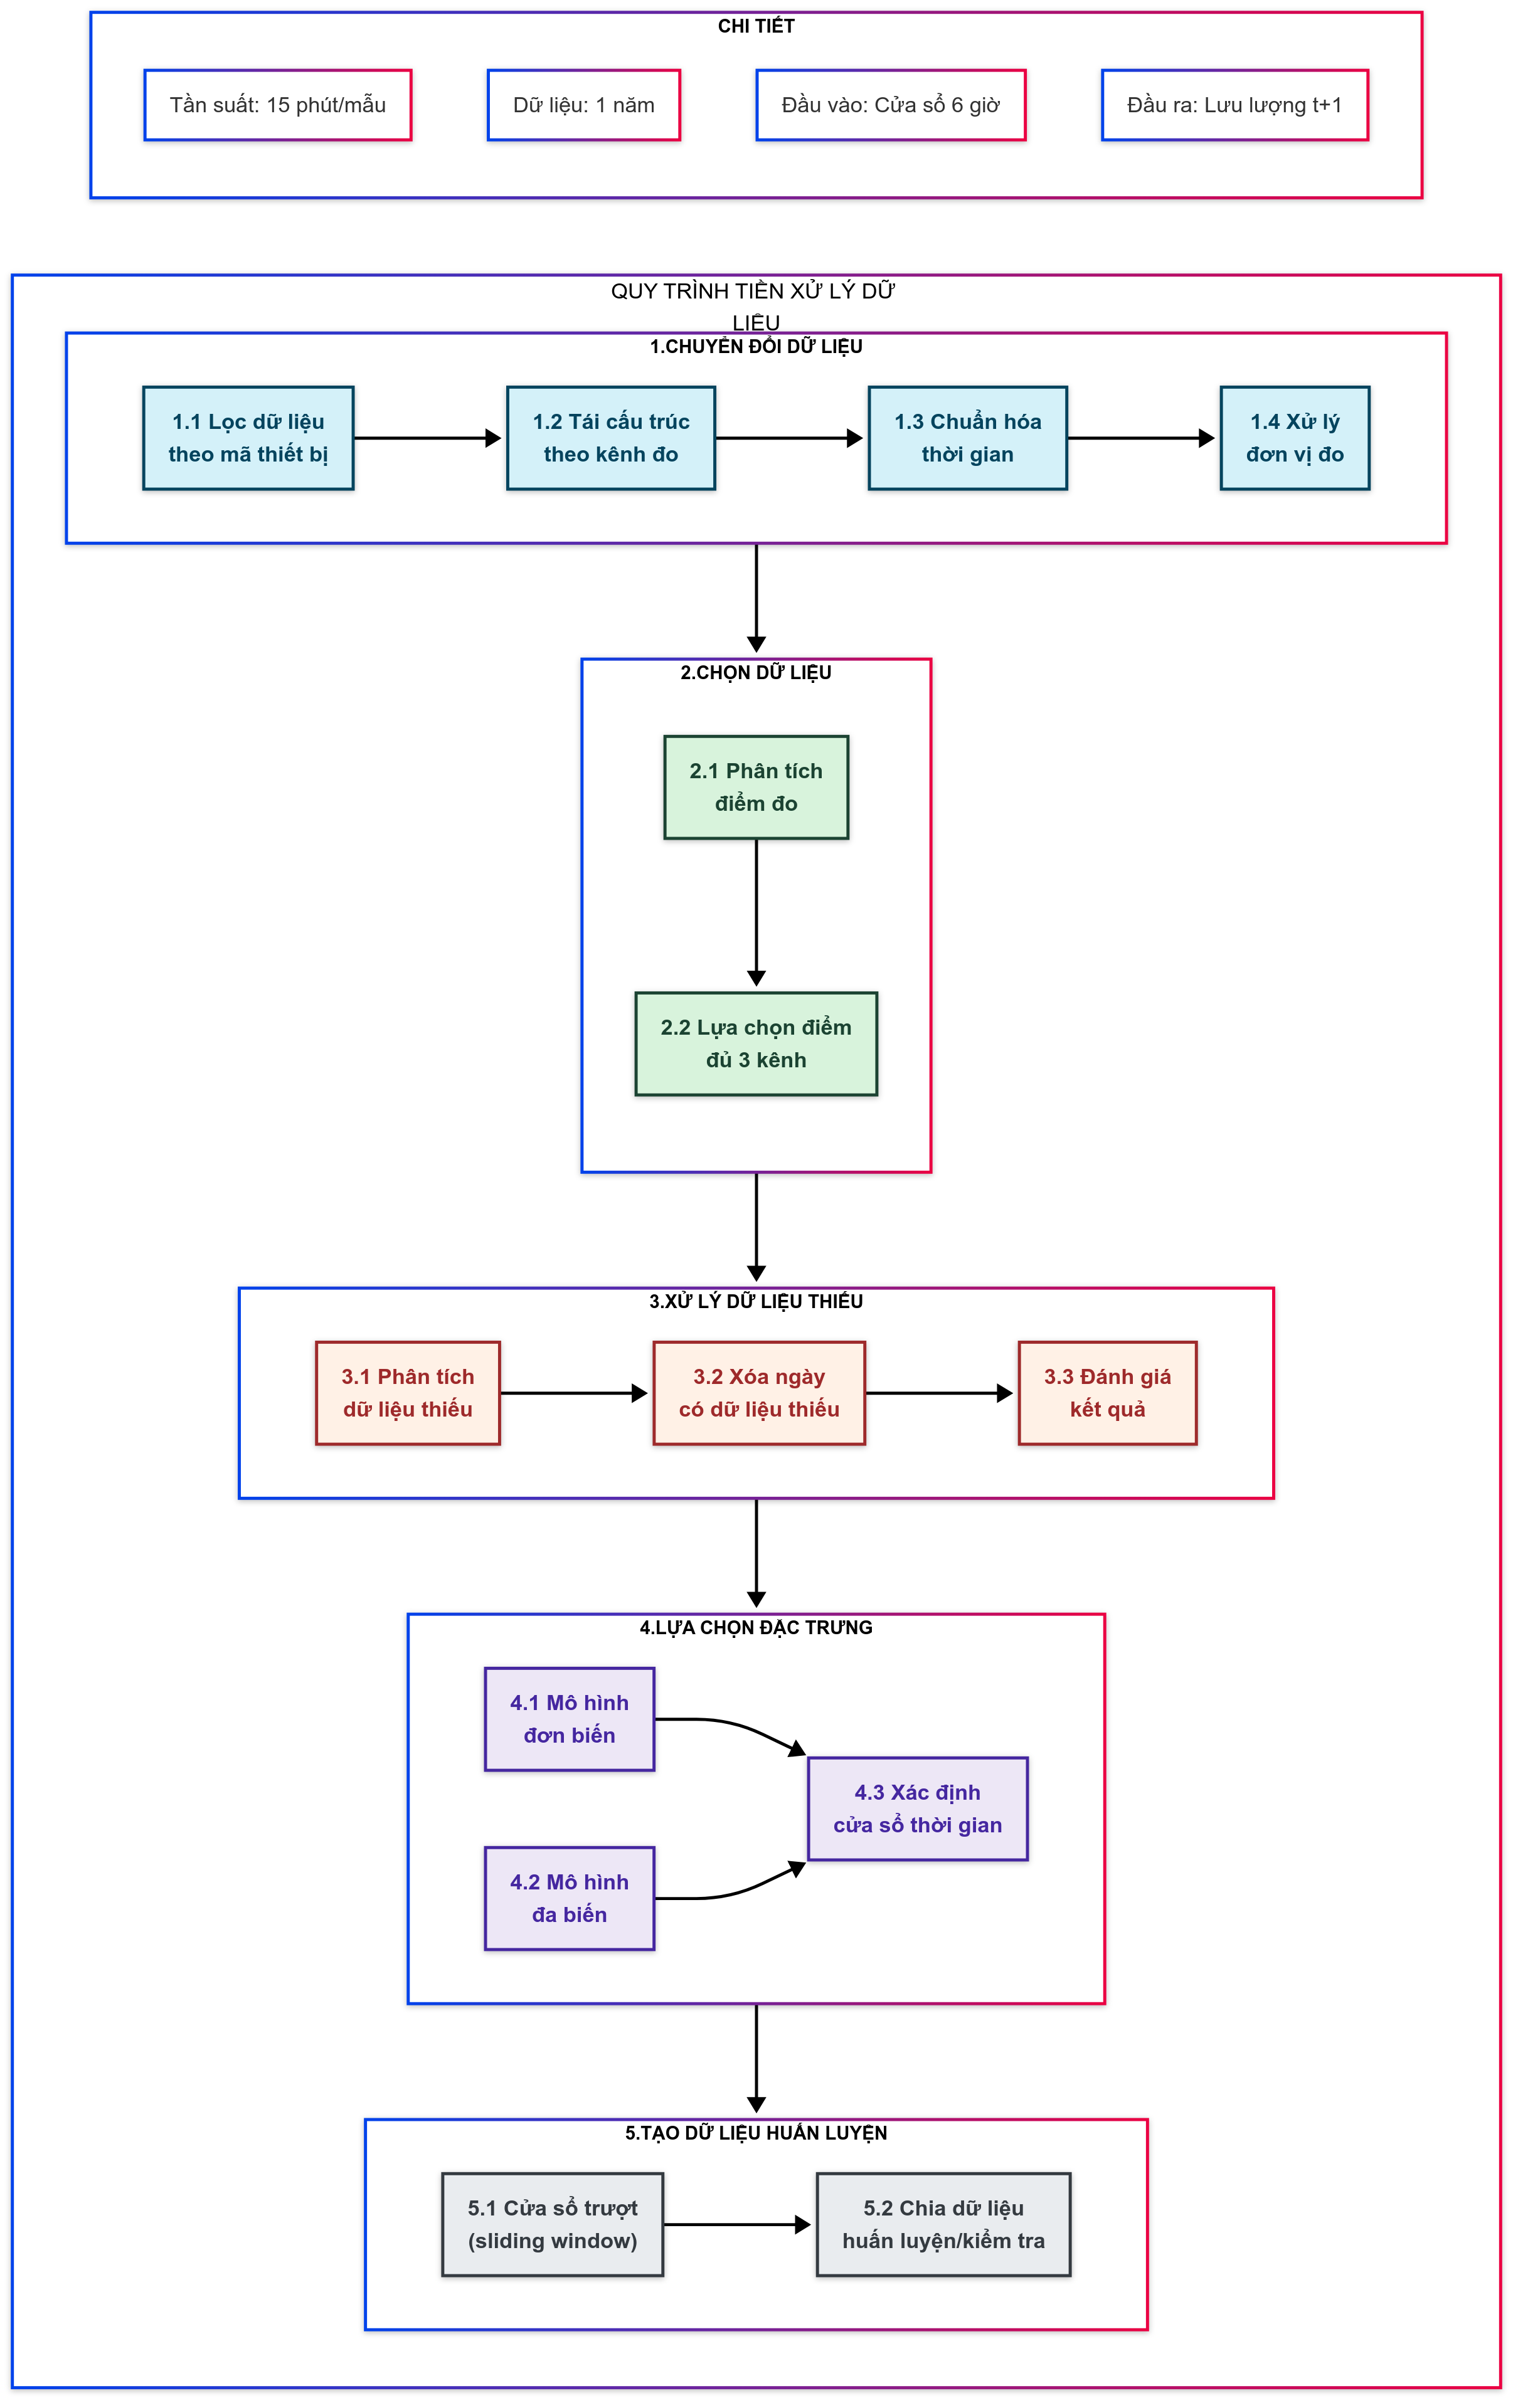 CHI TIẾT
Tần suất: 15 phút/mẫu
Dữ liệu: 1 năm
Đầu vào: Cửa sổ 6 giờ
Đầu ra: Lưu lượng t+1
QUY TRÌNH TIỀN XỬ LÝ DỮ
LIỆU
1.CHUYỂN ĐỔI DỮ LIỆU
1.1 Lọc dữ liệu
theo mã thiết bị
1.2 Tái cấu trúc
theo kênh đo
1.3 Chuẩn hóa
thời gian
1.4 Xử lý
đơn vị đo
2.CHỌN DỮ LIỆU
2.1 Phân tích
điểm đo
2.2 Lựa chọn điểm
đủ 3 kênh
3.XỬ LÝ DỮ LIỆU THIẾU
3.1 Phân tích
dữ liệu thiếu
3.2 Xóa ngày
có dữ liệu thiếu
3.3 Đánh giá
kết quả
4.LỰA CHỌN ĐẶC TRƯNG
4.1 Mô hình
đơn biến
4.2 Mô hình
đa biến
4.3 Xác định
cửa sổ thời gian
5.TẠO DỮ LIỆU HUẤN LUYỆN
5.1 Cửa sổ trượt
(sliding window)
5.2 Chia dữ liệu
huấn luyện/kiểm tra